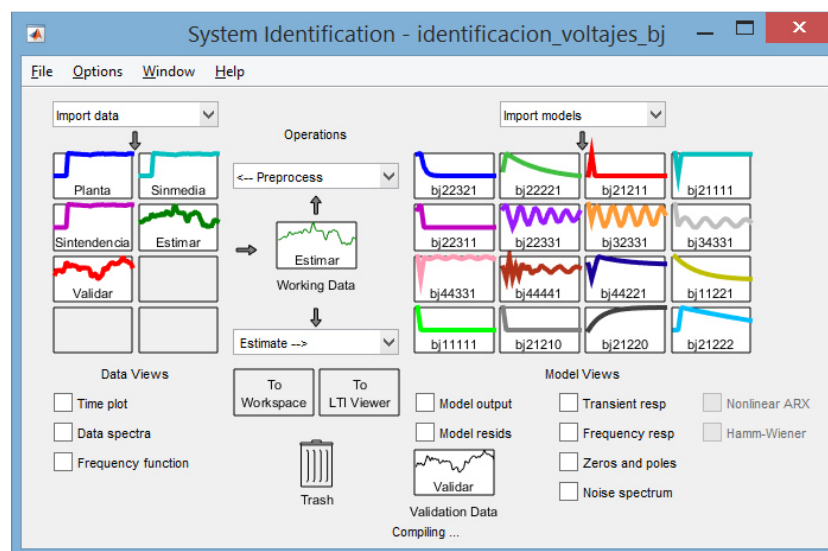 System Identification - identificacion_voltajes_bj
File Options Window Help
Import data
Import models
Operations
Planta Sinmedia
<-- Preprocess
bj22321 bj22221 bj21211 bj21111
Sintendencia Estimar
Estimar
bj22311 bj22331 bj32331 bj34331
Validar
Working Data
bj44331 bj44441 bj44221 bj11221
Estimate -->
bj11111 bj21210 bj21220 bj21222
Data Views
To Workspace
To LTI Viewer
Model Views
Time plot
Model output
Transient resp
Nonlinear ARX
Data spectra
Model resids
Frequency resp
Hamm-Wiener
Frequency function
Zeros and poles
Trash
Validar
Noise spectrum
Validation Data
Compiling ...